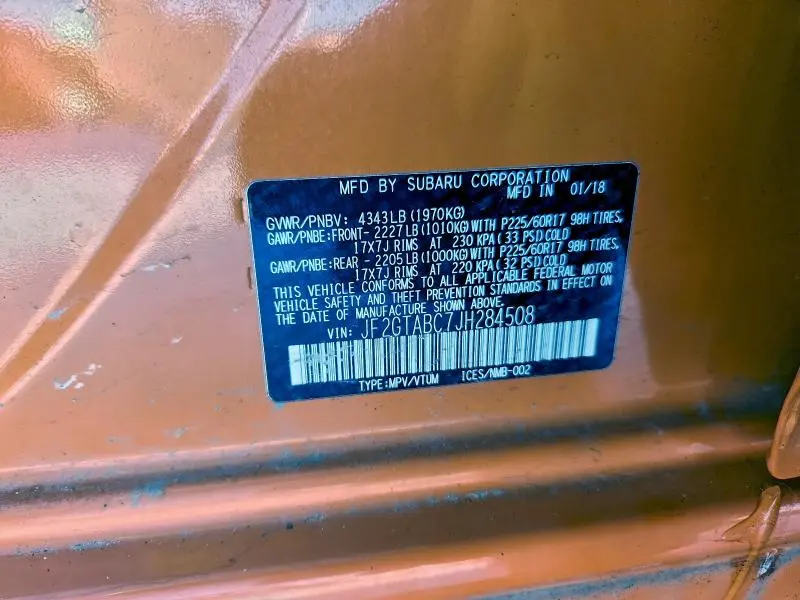 MFD BY SUBARU CORPORATION
MFD IN 01/18
GVWR/PNBV: 4343LB(1970KG)
GAWR/PNBE:FRONT- 2227LB(1010KG)WITH P225/60R17 98H TIRES,
17X7J RIMS AT 230 KPA( 33 PSI)COLD
GAWR/PNBE:REAR - 2205LB(1000KG)WITH P225/60R17 98H TIRES,
17X7J RIMS AT 220 KPA( 32 PSI)COLD
THIS VEHICLE CONFORMS TO ALL APPLICABLE FEDERAL MOTOR
VEHICLE SAFETY AND THEFT PREVENTION STANDARDS IN EFFECT ON
THE DATE OF MANUFACTURE SHOWN ABOVE.
VIN: JF2GTABC7JH284508
TYPE:MPV/VTUM ICES/NMB-002